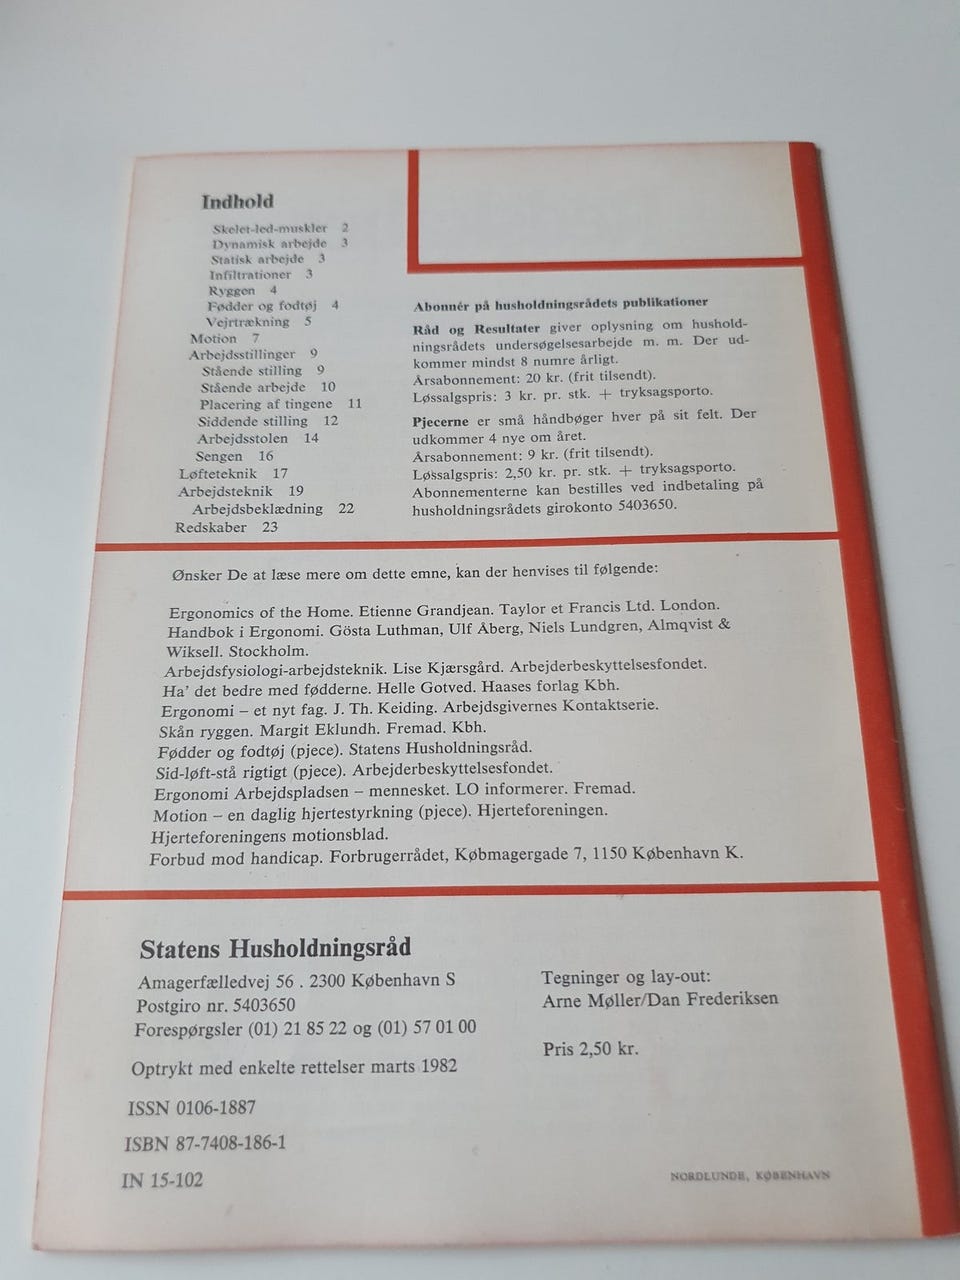 Indhold
Skelet-led-muskler 2
Dynamisk arbejde 3
Statisk arbejde 3
Infiltrationer 3
Ryggen 4
Fødder og fodtøj 4
Vejrtrækning 5
Motion 7
Arbejdsstillinger 9
Stående stilling 9
Stående arbejde 10
Placering af tingene 11
Siddende stilling 12
Arbejdsstolen 14
Sengen 16
Løfteteknik 17
Arbejdsteknik 19
Arbejdsbeklædning 22
Redskaber 23
Abonnér på husholdningsrådets publikationer
Råd og Resultater giver oplysning om hushold-
ningsrådets undersøgelsesarbejde m. m. Der ud-
kommer mindst 8 numre årligt.
Årsabonnement: 20 kr. (frit tilsendt).
Løssalgspris: 3 kr. pr. stk. + tryksagsporto.
Pjecerne er små håndbøger hver på sit felt. Der
udkommer 4 nye om året.
Årsabonnement: 9 kr. (frit tilsendt).
Løssalgspris: 2,50 kr. pr. stk. + tryksagsporto.
Abonnementerne kan bestilles ved indbetaling på
husholdningsrådets girokonto 5403650.
Ønsker De at læse mere om dette emne, kan der henvises til følgende:
Ergonomics of the Home. Etienne Grandjean. Taylor et Francis Ltd. London.
Handbok i Ergonomi. Gösta Luthman, Ulf Åberg, Niels Lundgren, Almqvist &
Wiksell. Stockholm.
Arbejdsfysiologi-arbejdsteknik. Lise Kjærsgård. Arbejderbeskyttelsesfondet.
Ha' det bedre med fødderne. Helle Gotved. Haases forlag Kbh.
Ergonomi – et nyt fag. J. Th. Keiding. Arbejdsgivernes Kontaktserie.
Skån ryggen. Margit Eklundh. Fremad. Kbh.
Fødder og fodtøj (pjece). Statens Husholdningsråd.
Sid-løft-stå rigtigt (pjece). Arbejderbeskyttelsesfondet.
Ergonomi Arbejdspladsen – mennesket. LO informerer. Fremad.
Motion – en daglig hjertestyrkning (pjece). Hjerteforeningen.
Hjerteforeningens motionsblad.
Forbud mod handicap. Forbrugerrådet, Købmagergade 7, 1150 København K.
Statens Husholdningsråd
Amagerfælledvej 56 . 2300 København S
Postgiro nr. 5403650
Forespørgsler (01) 21 85 22 og (01) 57 01 00
Optrykt med enkelte rettelser marts 1982
ISSN 0106-1887
ISBN 87-7408-186-1
IN 15-102
Tegninger og lay-out:
Arne Møller/Dan Frederiksen
Pris 2,50 kr.
NORDLUNDE, KØBENHAVN